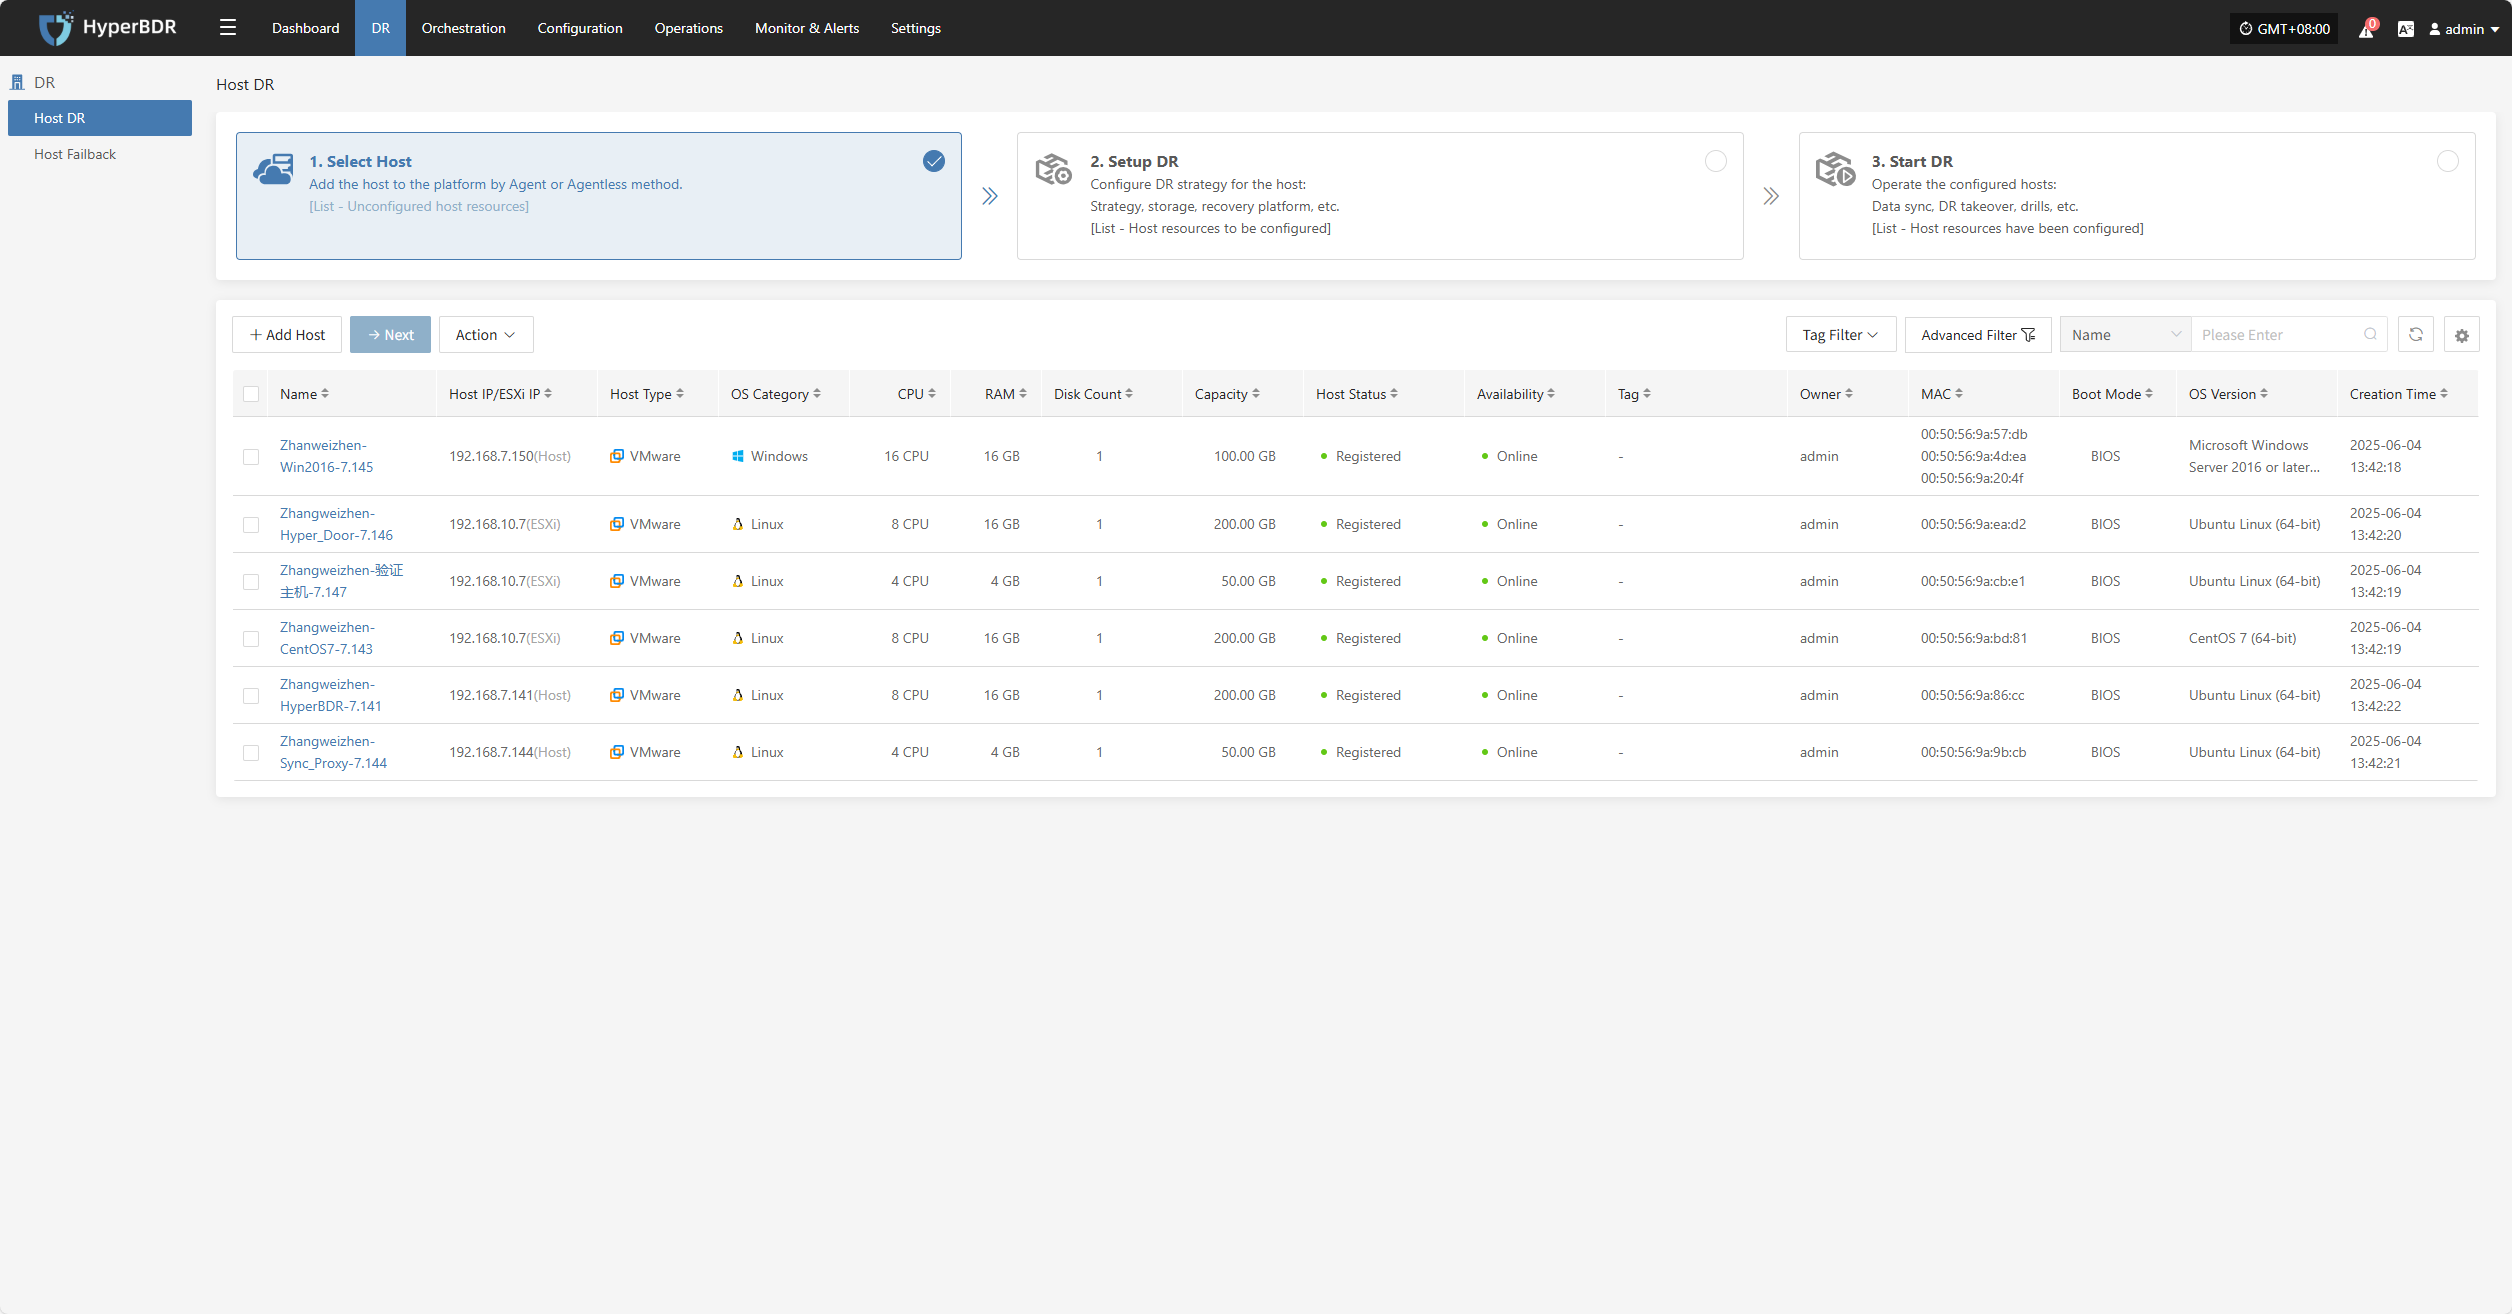 HyperBDR
Dashboard DR Orchestration Configuration Operations Monitor & Alerts Settings
GMT+08:00 0 admin
DR
Host DR
Host Failback
Host DR
1. Select Host
Add the host to the platform by Agent or Agentless method.
[List - Unconfigured host resources]
2. Setup DR
Configure DR strategy for the host:
Strategy, storage, recovery platform, etc.
[List - Host resources to be configured]
3. Start DR
Operate the configured hosts:
Data sync, DR takeover, drills, etc.
[List - Host resources have been configured]
Add Host Next Action Tag Filter Advanced Filter Name Please Enter
Name Host IP/ESXi IP Host Type OS Category CPU RAM Disk Count Capacity Host Status Availability Tag Owner MAC Boot Mode OS Version Creation Time
Zhanweizhen-
Win2016-7.145
192.168.7.150(Host) VMware Windows 16 CPU 16 GB 1 100.00 GB Registered Online - admin
00:50:56:9a:57:db
00:50:56:9a:4d:ea
00:50:56:9a:20:4f
BIOS
Microsoft Windows
Server 2016 or later...
2025-06-04
13:42:18
Zhangweizhen-
Hyper_Door-7.146
192.168.10.7(ESXi) VMware Linux 8 CPU 16 GB 1 200.00 GB Registered Online - admin 00:50:56:9a:ea:d2 BIOS Ubuntu Linux (64-bit)
2025-06-04
13:42:20
Zhangweizhen-验证
主机-7.147
192.168.10.7(ESXi) VMware Linux 4 CPU 4 GB 1 50.00 GB Registered Online - admin 00:50:56:9a:cb:e1 BIOS Ubuntu Linux (64-bit)
2025-06-04
13:42:19
Zhangweizhen-
CentOS7-7.143
192.168.10.7(ESXi) VMware Linux 8 CPU 16 GB 1 200.00 GB Registered Online - admin 00:50:56:9a:bd:81 BIOS CentOS 7 (64-bit)
2025-06-04
13:42:19
Zhangweizhen-
HyperBDR-7.141
192.168.7.141(Host) VMware Linux 8 CPU 16 GB 1 200.00 GB Registered Online - admin 00:50:56:9a:86:cc BIOS Ubuntu Linux (64-bit)
2025-06-04
13:42:22
Zhangweizhen-
Sync_Proxy-7.144
192.168.7.144(Host) VMware Linux 4 CPU 4 GB 1 50.00 GB Registered Online - admin 00:50:56:9a:9b:cb BIOS Ubuntu Linux (64-bit)
2025-06-04
13:42:21